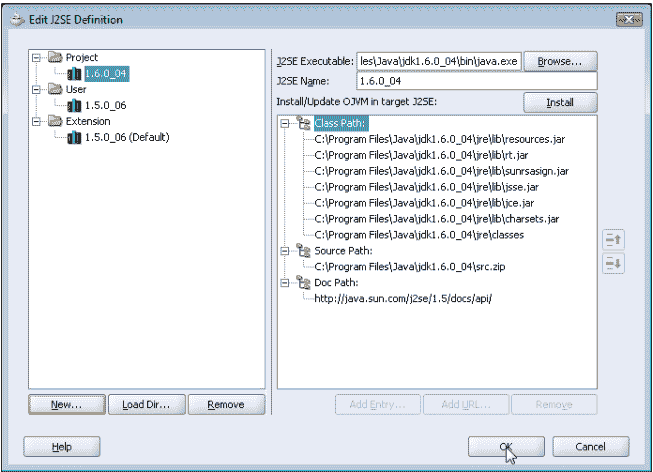 Edit J2SE Definition
Project
1.6.0_04
User
1.5.0_06
Extension
1.5.0_06 (Default)
J2SE Executable: les\Java\jdk1.6.0_04\bin\java.exe Browse...
J2SE Name: 1.6.0_04
Install/Update OJVM in target J2SE: Install
Class Path:
C:\Program Files\Java\jdk1.6.0_04\jre\lib\resources.jar
C:\Program Files\Java\jdk1.6.0_04\jre\lib\rt.jar
C:\Program Files\Java\jdk1.6.0_04\jre\lib\sunrsasign.jar
C:\Program Files\Java\jdk1.6.0_04\jre\lib\jsse.jar
C:\Program Files\Java\jdk1.6.0_04\jre\lib\jce.jar
C:\Program Files\Java\jdk1.6.0_04\jre\lib\charsets.jar
C:\Program Files\Java\jdk1.6.0_04\jre\classes
Source Path:
C:\Program Files\Java\jdk1.6.0_04\src.zip
Doc Path:
http://java.sun.com/j2se/1.5/docs/api/
New... Load Dir... Remove
Add Entry... Add URL... Remove
Help OK Cancel